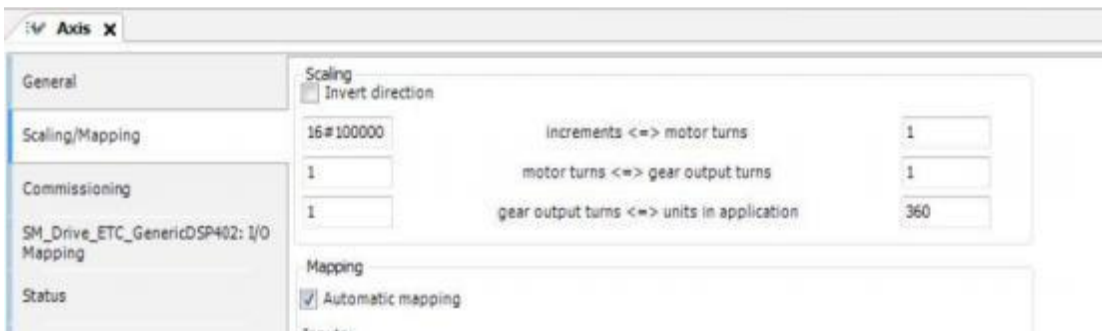 Axis X
General
Scaling/Mapping
Commissioning
SM_Drive_ETC_GenericDSP402: I/O
Mapping
Status
Scaling
Invert direction
16#100000 increments <=> motor turns 1
1 motor turns <=> gear output turns 1
1 gear output turns <=> units in application 360
Mapping
Automatic mapping